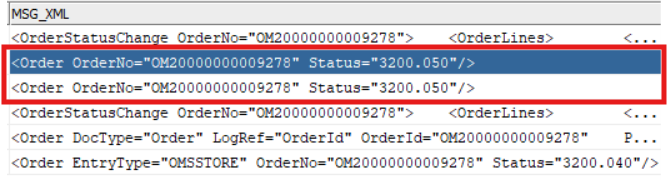 MSG_XML
<OrderStatusChange OrderNo="OM20000000009278"> <OrderLines> <...
<Order OrderNo="OM20000000009278" Status="3200.050"/>
<Order OrderNo="OM20000000009278" Status="3200.050"/>
<OrderStatusChange OrderNo="OM20000000009278"> <OrderLines> <...
<Order DocType="Order" LogRef="OrderId" OrderId="OM20000000009278" P...
<Order EntryType="OMSSTORE" OrderNo="OM20000000009278" Status="3200.040"/>